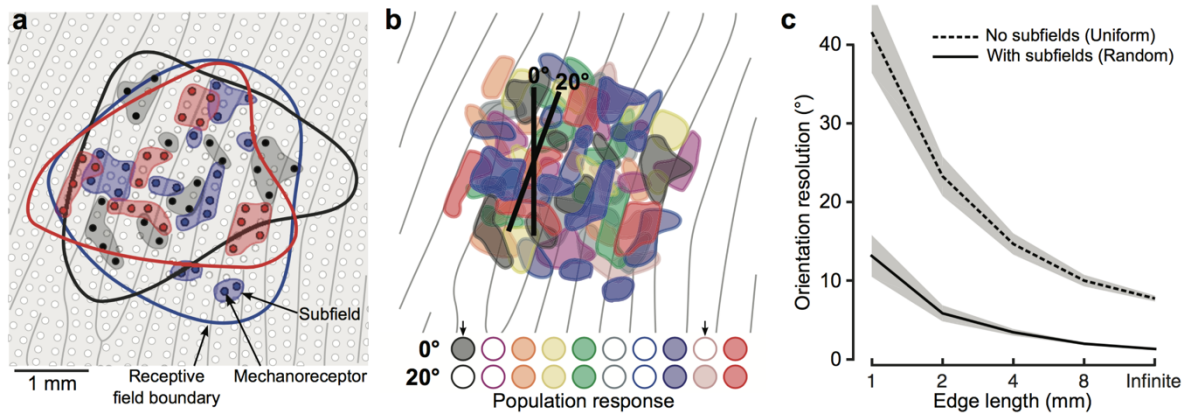 a
Subfield
1 mm
Receptive
field boundary
Mechanoreceptor
b
0°
20°
0°
20°
Population response
c
No subfields (Uniform)
With subfields (Random)
Orientation resolution (°)
40
30
20
10
0
1
2
4
8
Infinite
Edge length (mm)